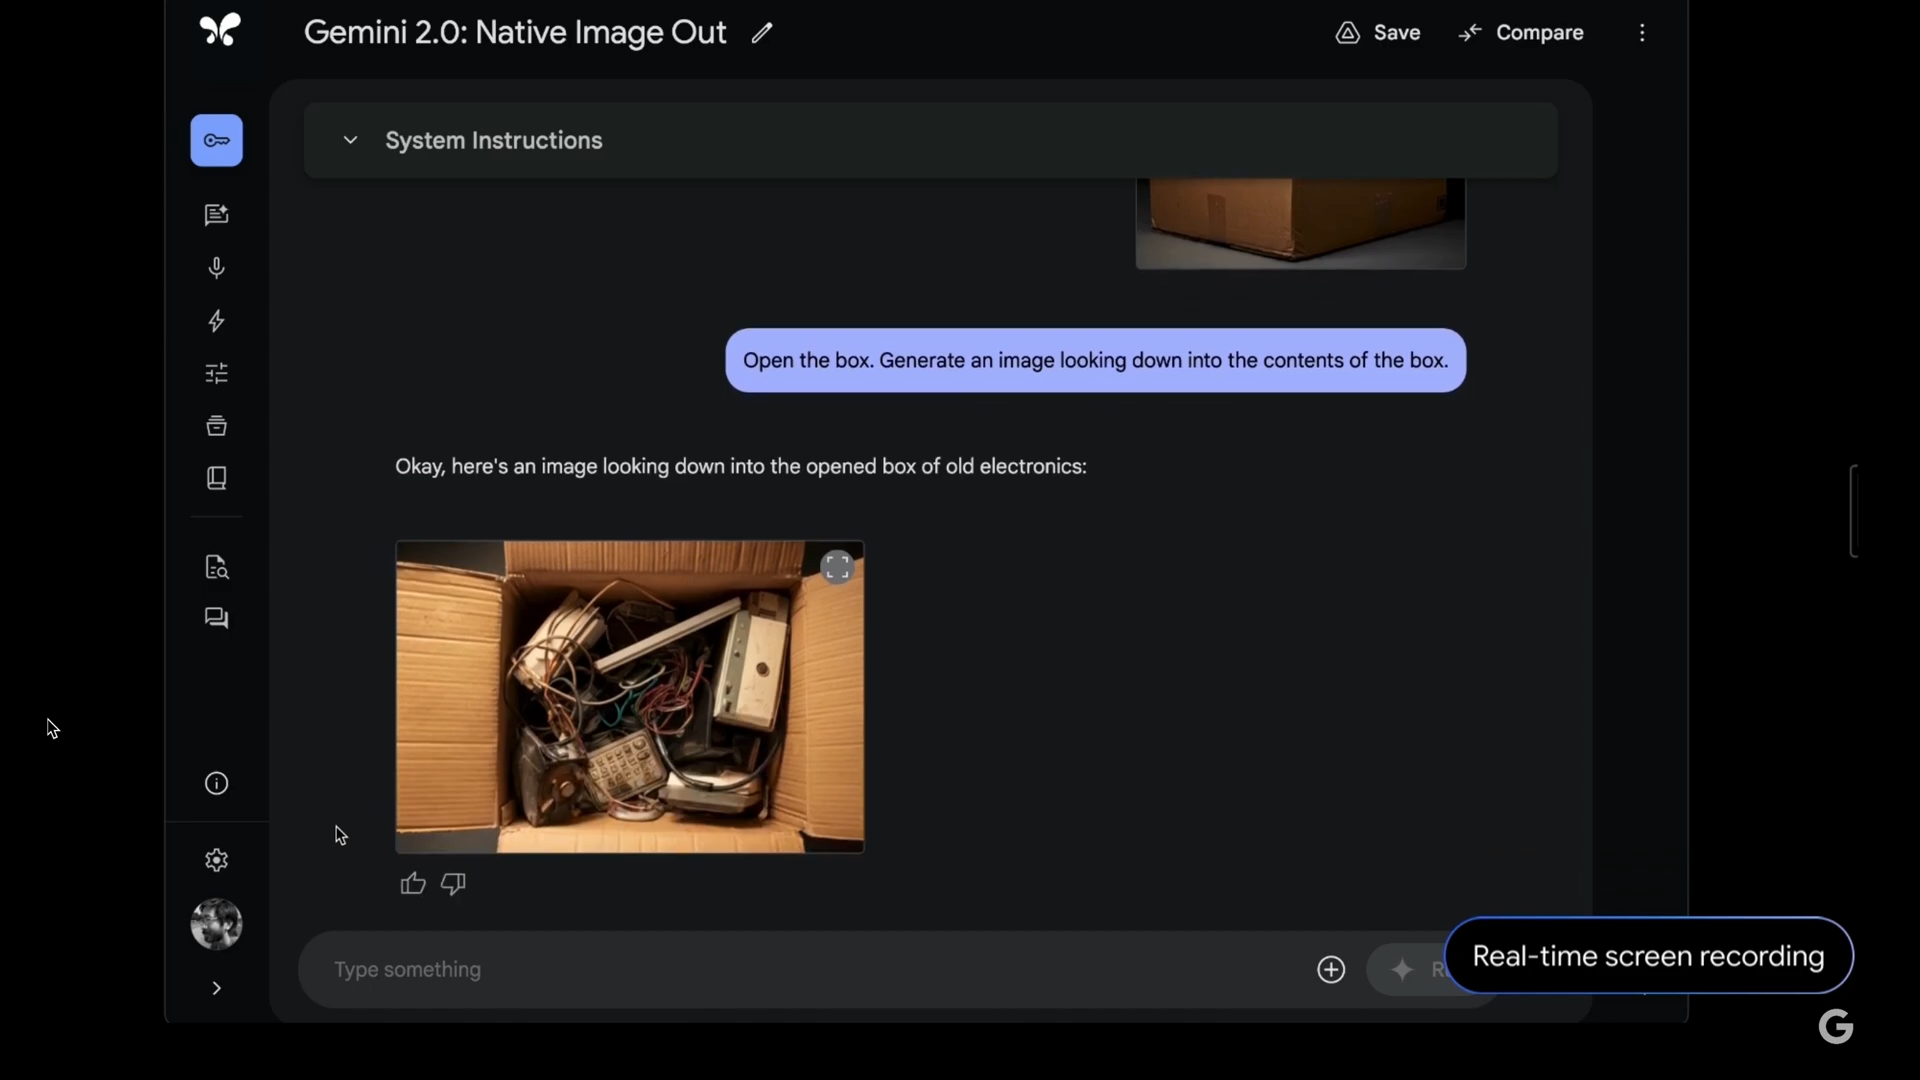 Gemini 2.0: Native Image Out
Save
Compare
System Instructions
Open the box. Generate an image looking down into the contents of the box.
Okay, here's an image looking down into the opened box of old electronics:
Type something
Real-time screen recording
G